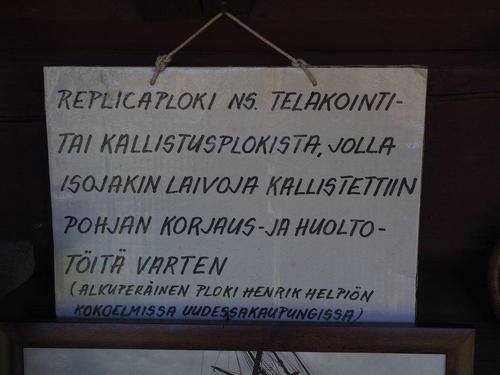 REPLICAPLOKI NS. TELAKOINTI-
TAI KALLISTUSPLOKISTA, JOLLA
ISOJAKIN LAIVOJA KALLISTETTIIN
POHJAN KORJAUS-JA HUOLTO-
TÖITÄ VARTEN
(ALKUPERÄINEN PLOKI HENRIK HELPIÖN
KOKOELMISSA UUDESSAKAUPUNGISSA)